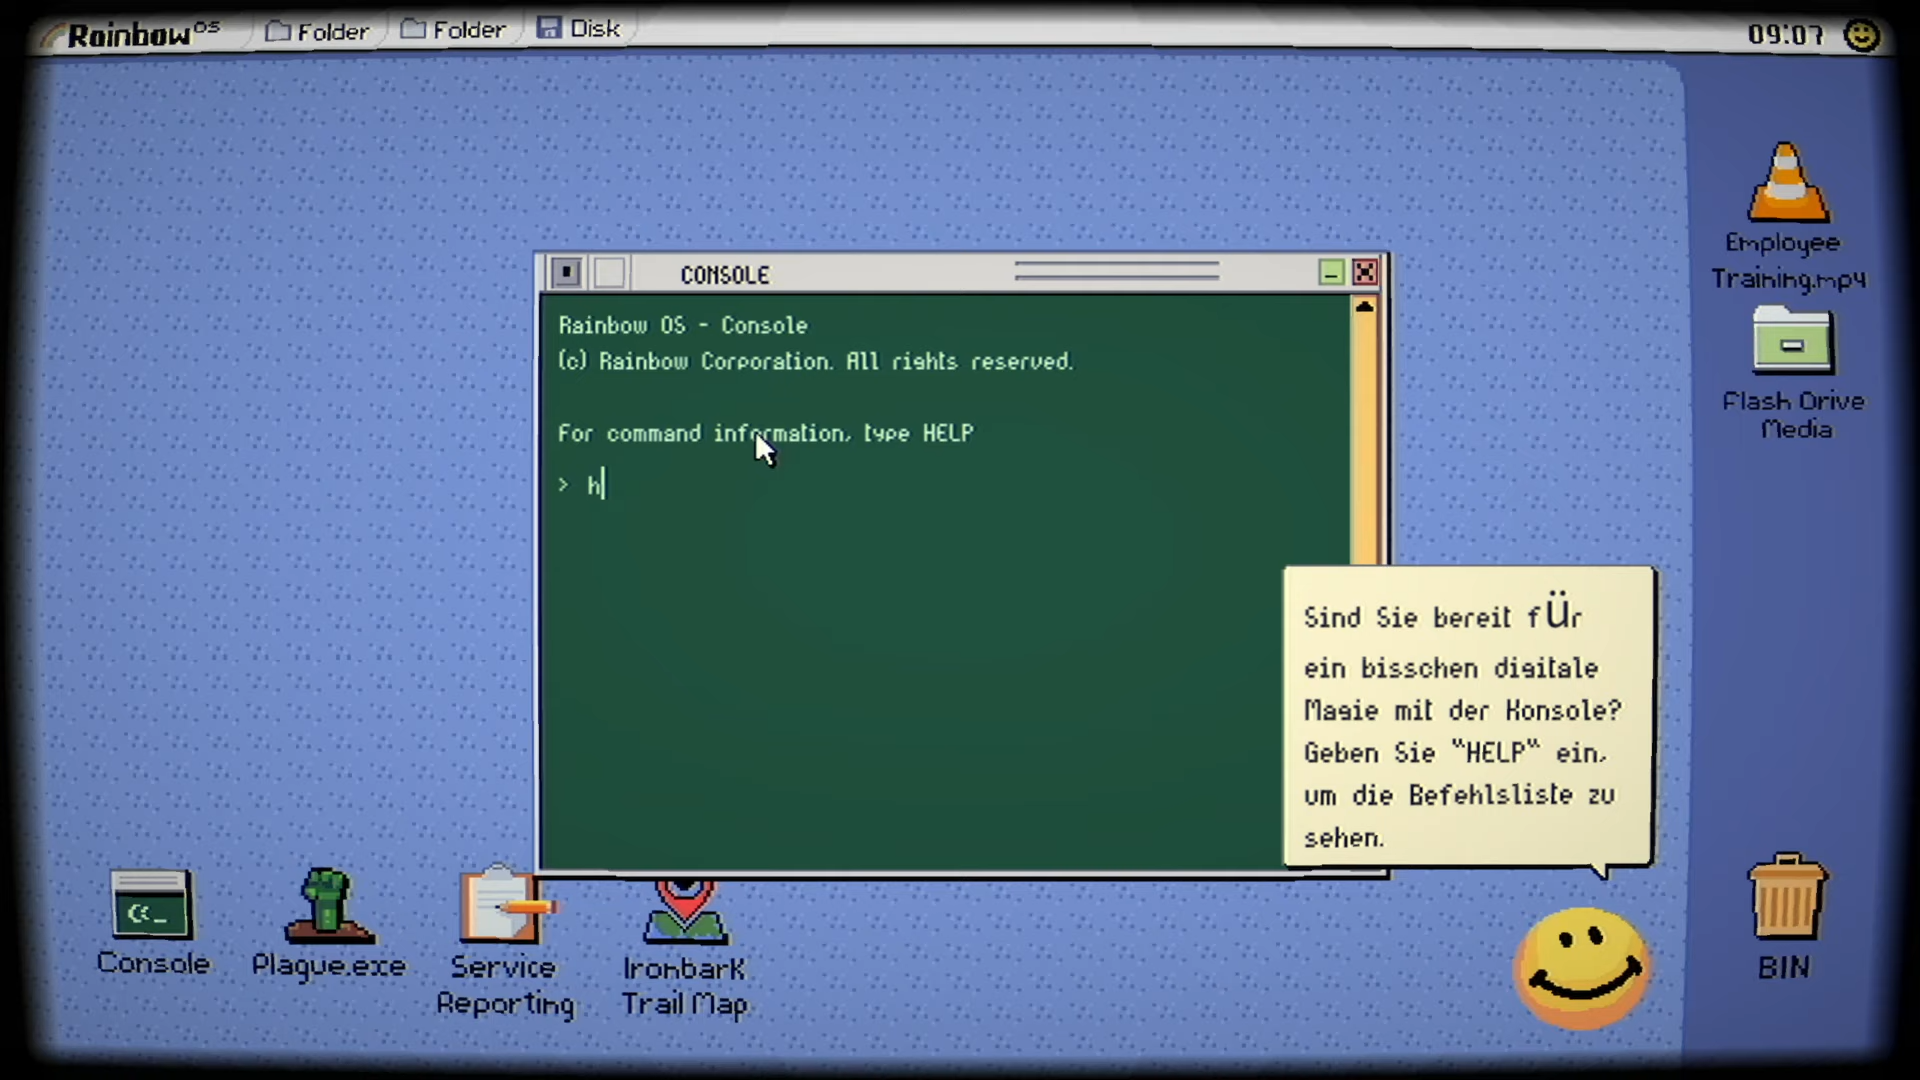 Rainbow OS
Folder
Folder
Disk
09:07
CONSOLE
Rainbow OS - Console
(c) Rainbow Corporation. All rights reserved.
For command information, type HELP
> h
Sind Sie bereit fÜr
ein bisschen digitale
Magie mit der Konsole?
Geben Sie "HELP" ein,
um die Befehlsliste zu
sehen.
Employee
Training.mp4
Flash Drive
Media
Console
Plague.exe
Service
Reporting
Ironbark
Trail Map
BIN